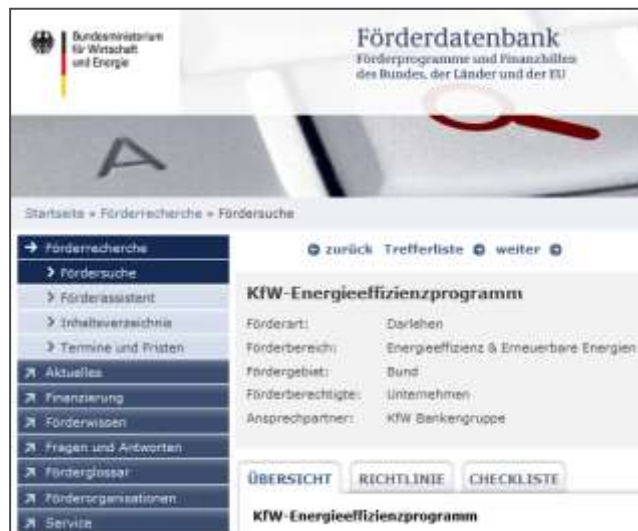 Bundesministerium
für Wirtschaft
und Energie
Förderdatenbank
Förderprogramme und Finanzhilfen
des Bundes, der Länder und der EU
A
Startseite » Förderrecherche » Fördersuche
Förderrecherche
Fördersuche
Förderassistent
Inhaltsverzeichnis
Termine und Fristen
Aktuelles
Finanzierung
Förderwissen
Fragen und Antworten
Förderglossar
Förderorganisationen
Service
zurück Trefferliste weiter
KfW-Energieeffizienzprogramm
Förderart: Darlehen
Förderbereich: Energieeffizienz & Erneuerbare Energien
Fördergebiet: Bund
Förderberechtigte: Unternehmen
Ansprechpartner: KfW Bankengruppe
ÜBERSICHT RICHTLINIE CHECKLISTE
KfW-Energieeffizienzprogramm